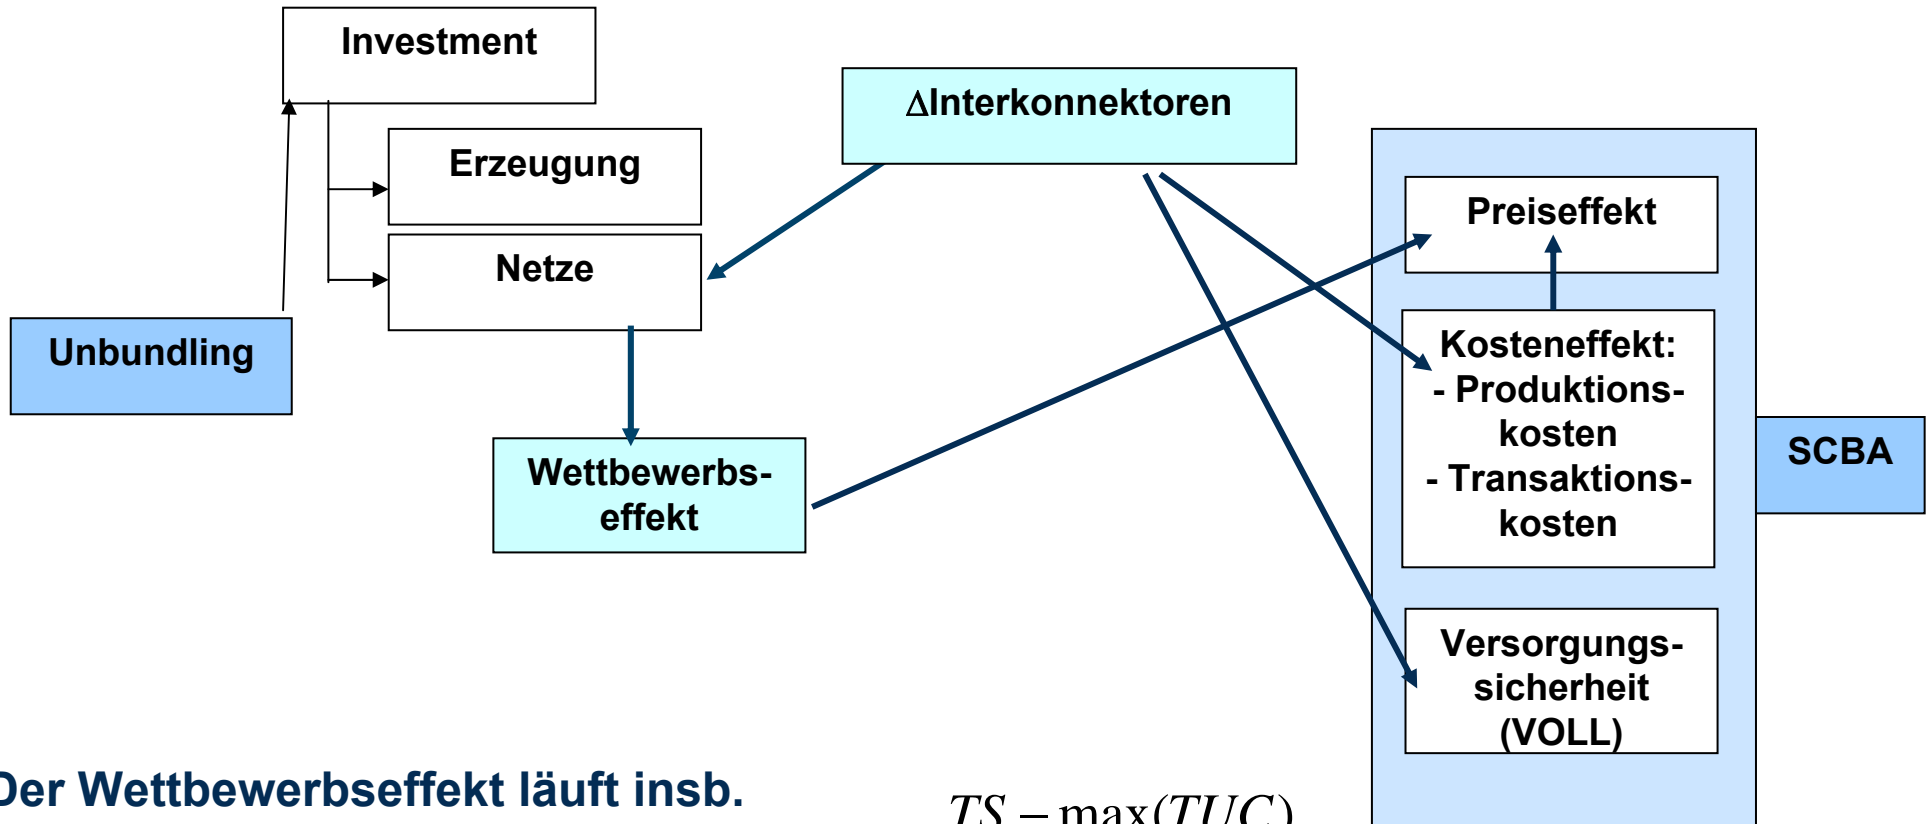 Investment
ΔInterkonnektoren
Erzeugung
Preiseffekt
Netze
Unbundling
Kosteneffekt:
- Produktions-
kosten
- Transaktions-
kosten
SCBA
Wettbewerbs-
effekt
Versorgungs-
sicherheit
(VOLL)
Der Wettbewerbseffekt läuft insb.
TS – max(TUC)